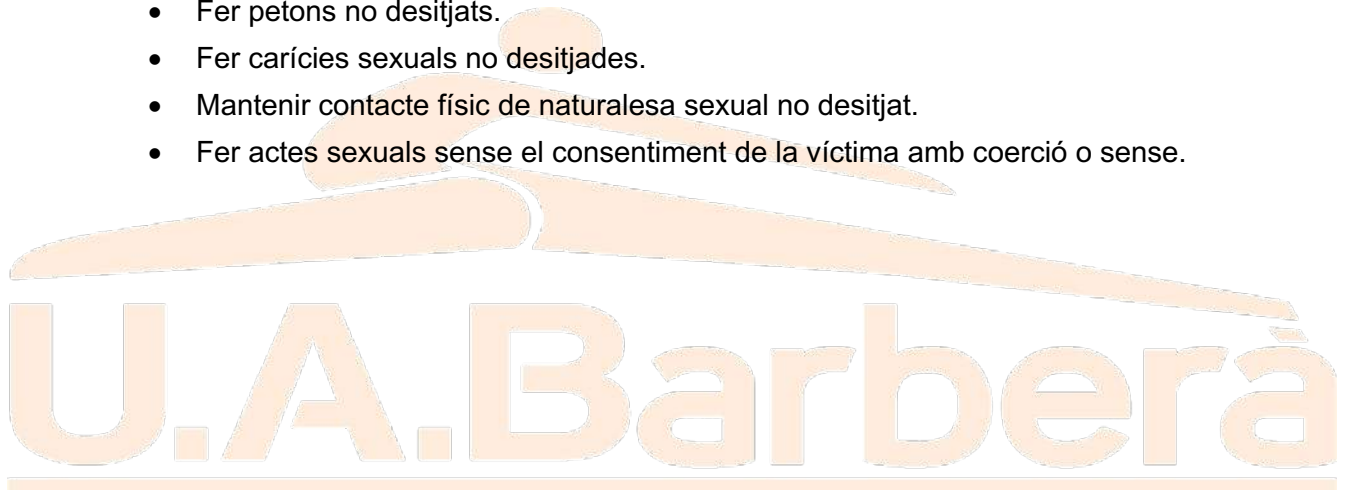 • Fer petons no desitjats.
• Fer carícies sexuals no desitjades.
• Mantenir contacte físic de naturalesa sexual no desitjat.
• Fer actes sexuals sense el consentiment de la víctima amb coerció o sense.
U.A.Barberà